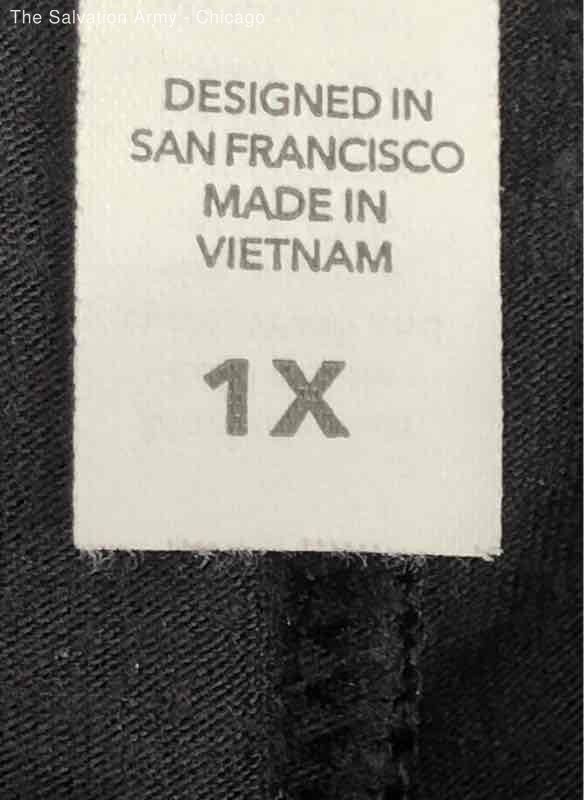 The Salvation Army - Chicago
DESIGNED IN
SAN FRANCISCO
MADE IN
VIETNAM
1X